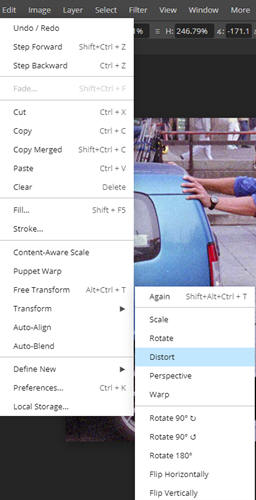 Edit Image Layer Select Filter View Window More
1% H: 246.79% ∡: -171.1
Undo / Redo
Step Forward Shift+Ctrl + Z
Step Backward Ctrl + Z
Fade... Shift+Ctrl + F
Cut Ctrl + X
Copy Ctrl + C
Copy Merged Shift+Ctrl + C
Paste Ctrl + V
Clear Delete
Fill... Shift + F5
Stroke...
Content-Aware Scale
Puppet Warp
Free Transform Alt+Ctrl + T
Transform ▶
Auto-Align
Auto-Blend
Define New ▶
Preferences... Ctrl + K
Local Storage...
Again Shift+Alt+Ctrl + T
Scale
Rotate
Distort
Perspective
Warp
Rotate 90° ↻
Rotate 90° ↺
Rotate 180°
Flip Horizontally
Flip Vertically